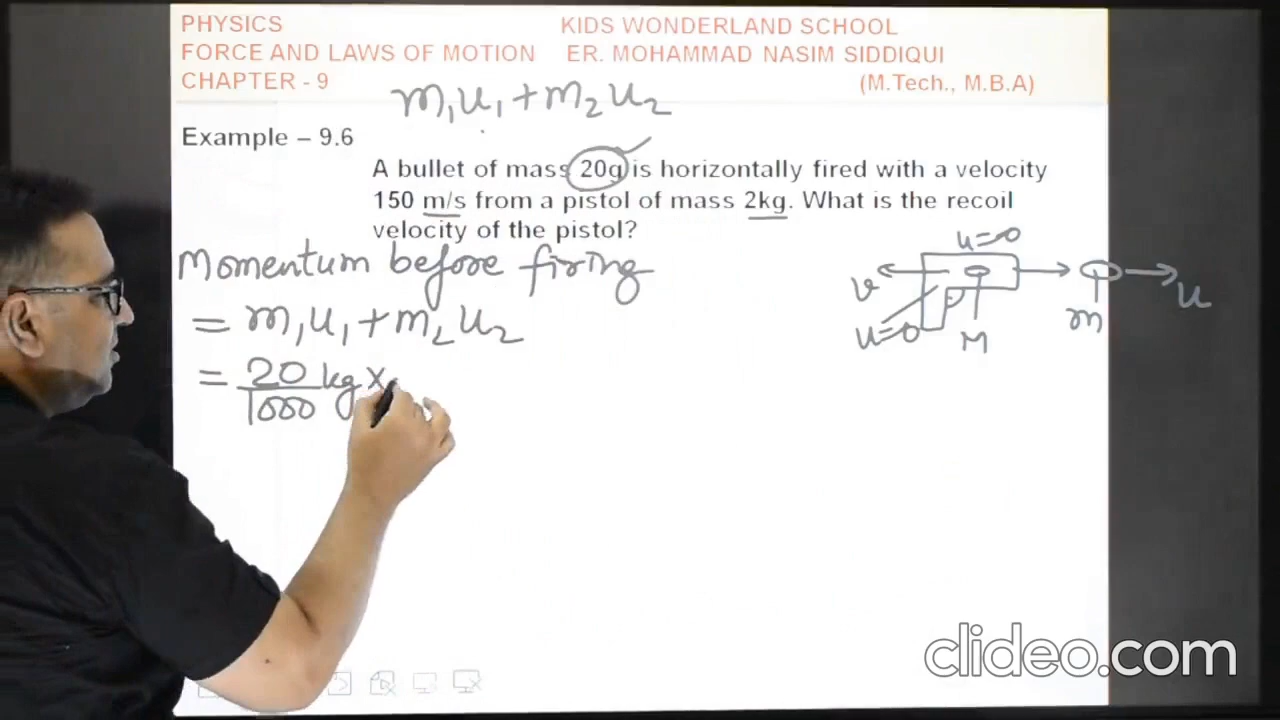 PHYSICS KIDS WONDERLAND SCHOOL
FORCE AND LAWS OF MOTION ER. MOHAMMAD NASIM SIDDIQUI
CHAPTER - 9 (M.Tech., M.B.A)
m₁u₁ + m₂u₂
Example – 9.6
A bullet of mass 20g is horizontally fired with a velocity
150 m/s from a pistol of mass 2kg. What is the recoil
velocity of the pistol?
Momentum before firing
= m₁u₁ + m₂u₂
= 20/1000 kg ×
u=0
v
u=0
M
m
u
clideo.com